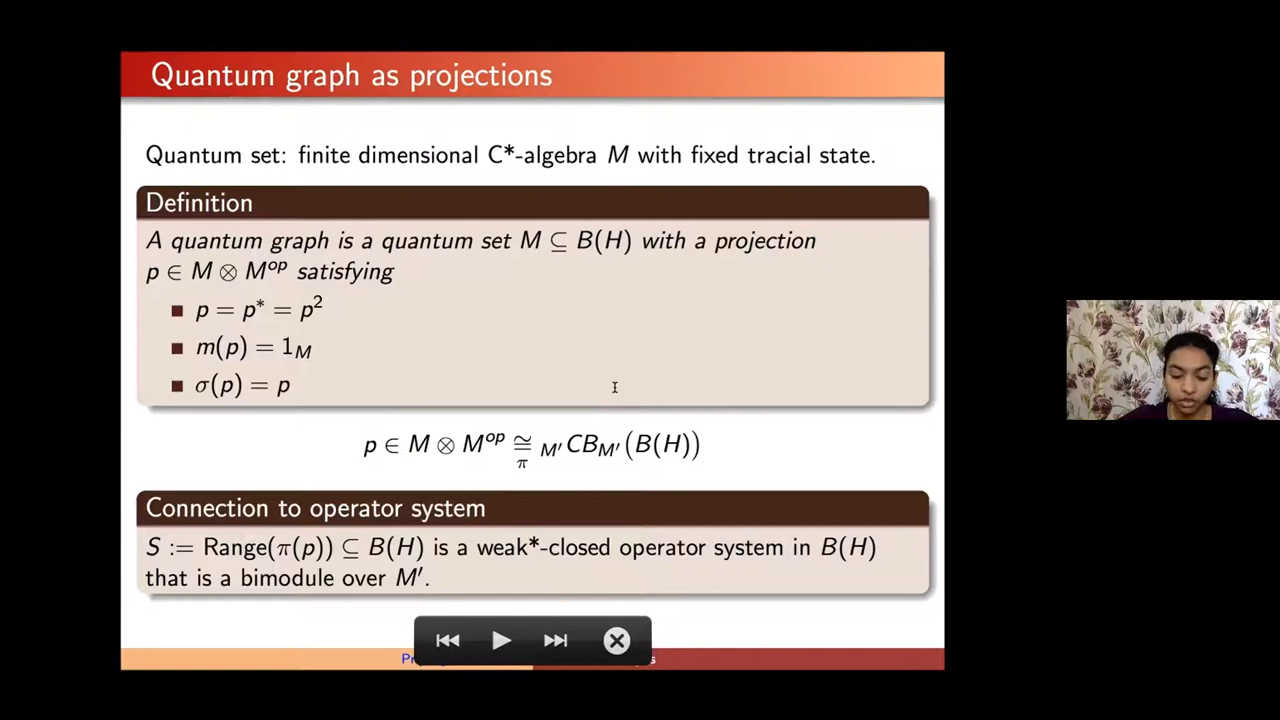 Quantum graph as projections
Quantum set: finite dimensional C*-algebra M with fixed tracial state.
Definition
A quantum graph is a quantum set M ⊆ B(H) with a projection
p ∈ M ⊗ M^op satisfying
■ p = p* = p²
■ m(p) = 1_M
■ σ(p) = p
p ∈ M ⊗ M^op ≅_π _M′CB_M′(B(H))
Connection to operator system
S := Range(π(p)) ⊆ B(H) is a weak*-closed operator system in B(H)
that is a bimodule over M′.